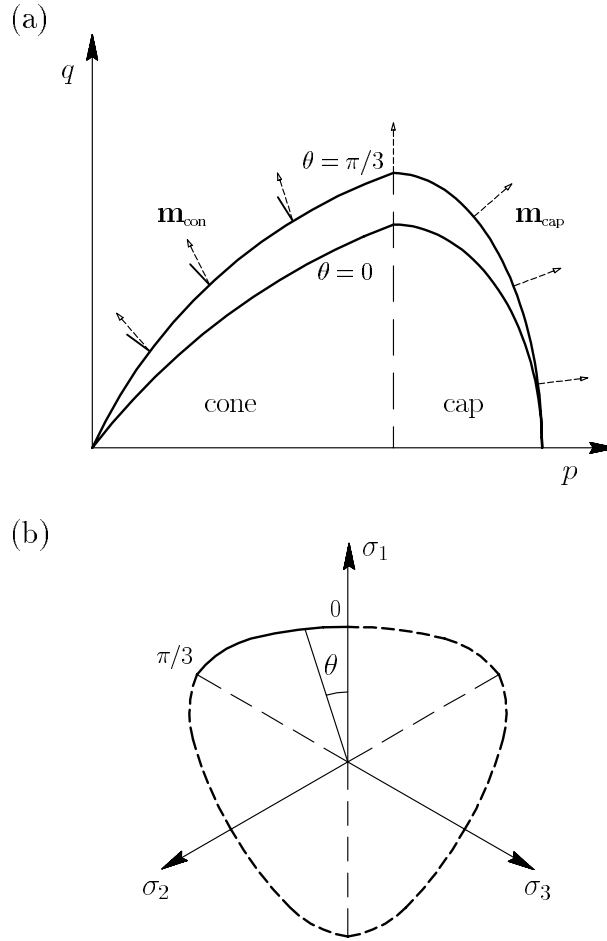 (a)
q
θ = π/3
m_con
m_cap
θ = 0
cone
cap
p
(b)
σ₁
0
π/3
θ
σ₂
σ₃